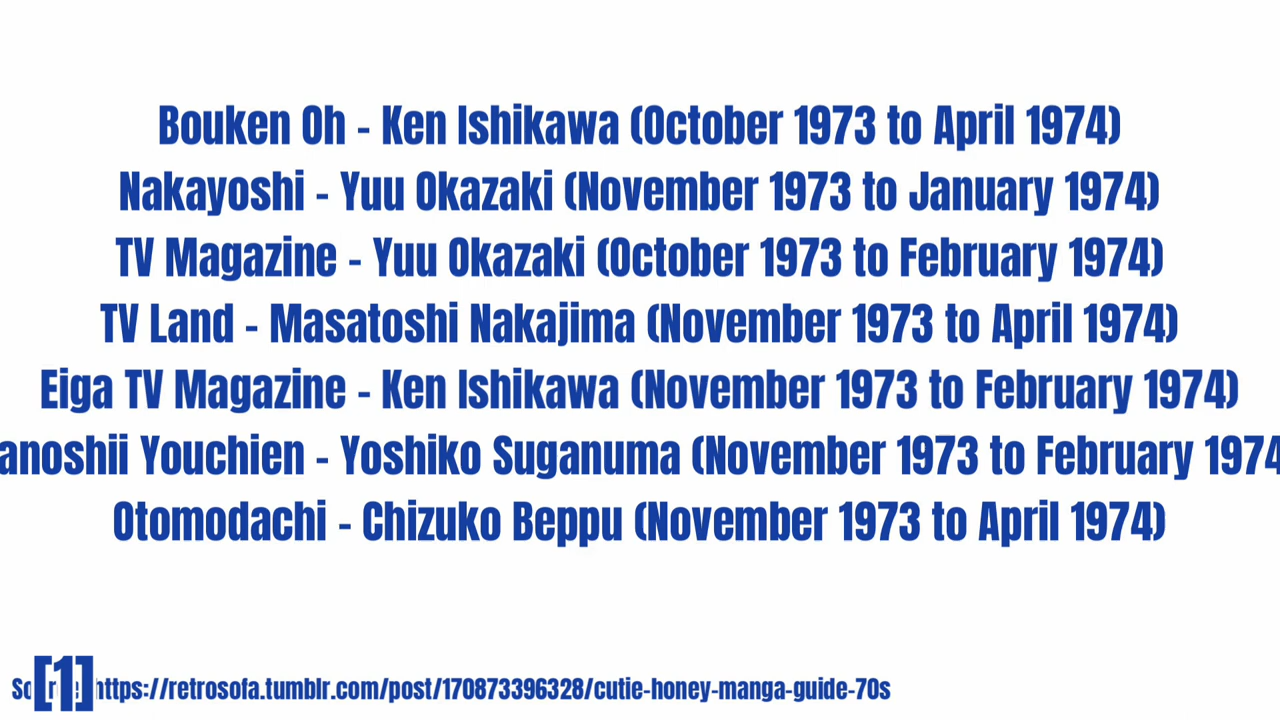 Bouken Oh - Ken Ishikawa (October 1973 to April 1974)
Nakayoshi - Yuu Okazaki (November 1973 to January 1974)
TV Magazine - Yuu Okazaki (October 1973 to February 1974)
TV Land - Masatoshi Nakajima (November 1973 to April 1974)
Eiga TV Magazine - Ken Ishikawa (November 1973 to February 1974)
anoshii Youchien - Yoshiko Suganuma (November 1973 to February 1974
Otomodachi - Chizuko Beppu (November 1973 to April 1974)
[1] https://retrosofa.tumblr.com/post/170873396328/cutie-honey-manga-guide-70s